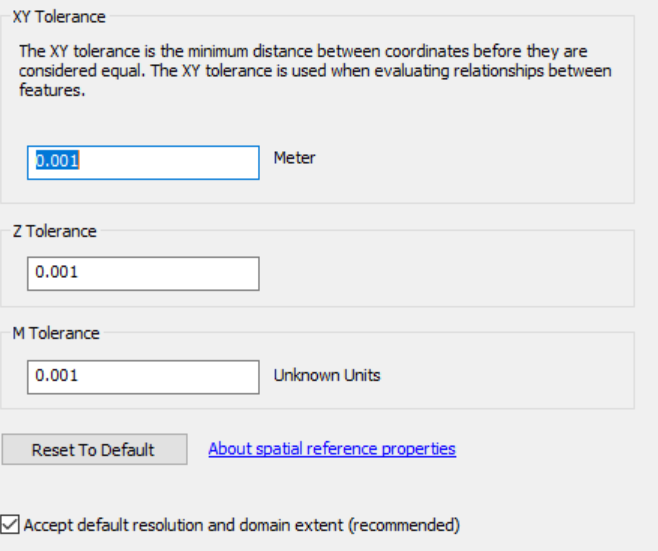 XY Tolerance
The XY tolerance is the minimum distance between coordinates before they are
considered equal. The XY tolerance is used when evaluating relationships between
features.
0.001 Meter
Z Tolerance
0.001
M Tolerance
0.001 Unknown Units
Reset To Default About spatial reference properties
Accept default resolution and domain extent (recommended)